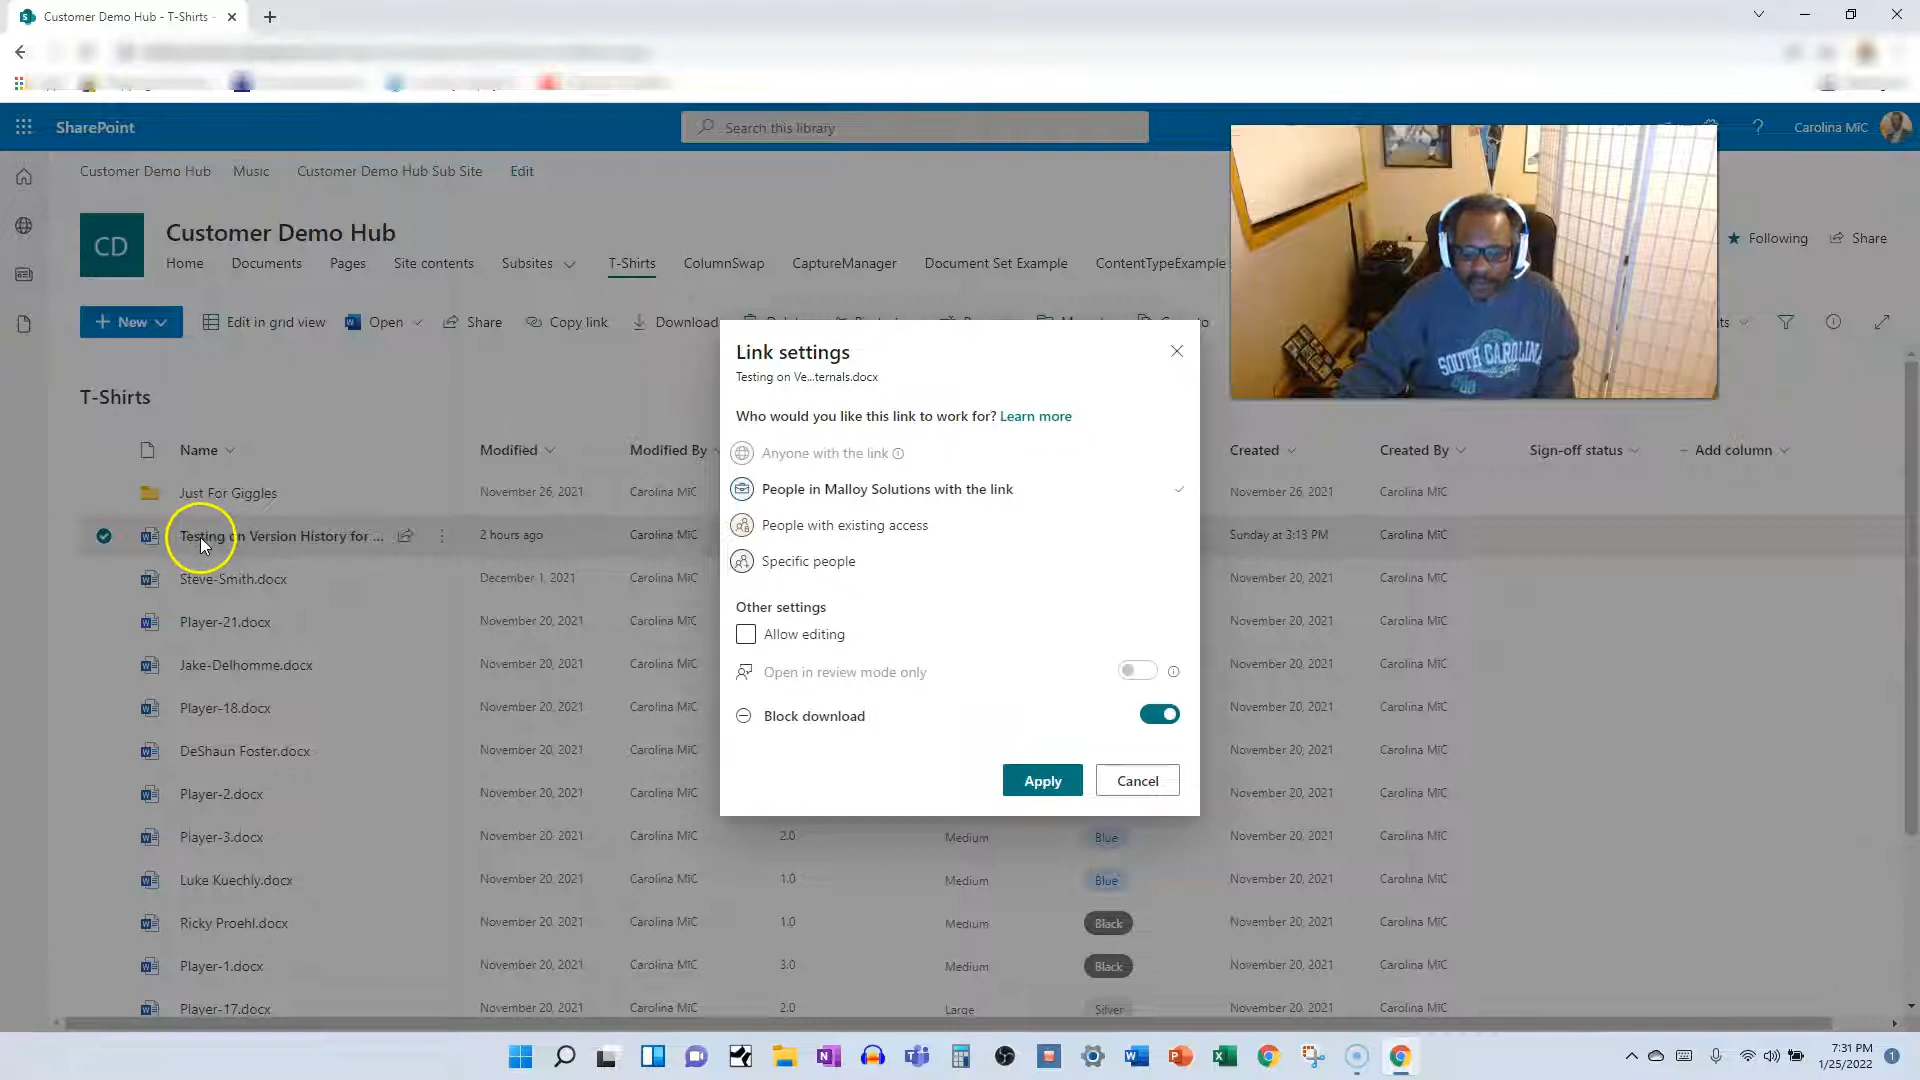 Customer Demo Hub - T-Shirts -
SharePoint
Search this library
Carolina MiC
Customer Demo Hub Music Customer Demo Hub Sub Site Edit
CD
Customer Demo Hub
Following Share
Home Documents Pages Site contents Subsites T-Shirts ColumnSwap CaptureManager Document Set Example ContentTypeExample
New Edit in grid view Open Share Copy link Download
SOUTH CAROLINA
T-Shirts
Link settings
Testing on Ve...ternals.docx
Who would you like this link to work for? Learn more
Anyone with the link
People in Malloy Solutions with the link
People with existing access
Specific people
Other settings
Allow editing
Open in review mode only
Block download
Apply Cancel
Name Modified Modified By Created Created By Sign-off status + Add column
Just For Giggles November 26, 2021 Carolina MiC November 26, 2021 Carolina MiC
Testing on Version History for ... 2 hours ago Carolina MiC Sunday at 3:13 PM Carolina MiC
Steve-Smith.docx December 1, 2021 Carolina MiC November 20, 2021 Carolina MiC
Player-21.docx November 20, 2021 Carolina MiC November 20, 2021 Carolina MiC
Jake-Delhomme.docx November 20, 2021 Carolina MiC November 20, 2021 Carolina MiC
Player-18.docx November 20, 2021 Carolina MiC November 20, 2021 Carolina MiC
DeShaun Foster.docx November 20, 2021 Carolina MiC November 20, 2021 Carolina MiC
Player-2.docx November 20, 2021 Carolina MiC November 20, 2021 Carolina MiC
Player-3.docx November 20, 2021 Carolina MiC 2.0 Medium Blue November 20, 2021 Carolina MiC
Luke Kuechly.docx November 20, 2021 Carolina MiC 1.0 Medium Blue November 20, 2021 Carolina MiC
Ricky Proehl.docx November 20, 2021 Carolina MiC 1.0 Medium Black November 20, 2021 Carolina MiC
Player-1.docx November 20, 2021 Carolina MiC 3.0 Medium Black November 20, 2021 Carolina MiC
Player-17.docx November 20, 2021 Carolina MiC 2.0 Large Silver November 20, 2021 Carolina MiC
7:31 PM
1/25/2022
1